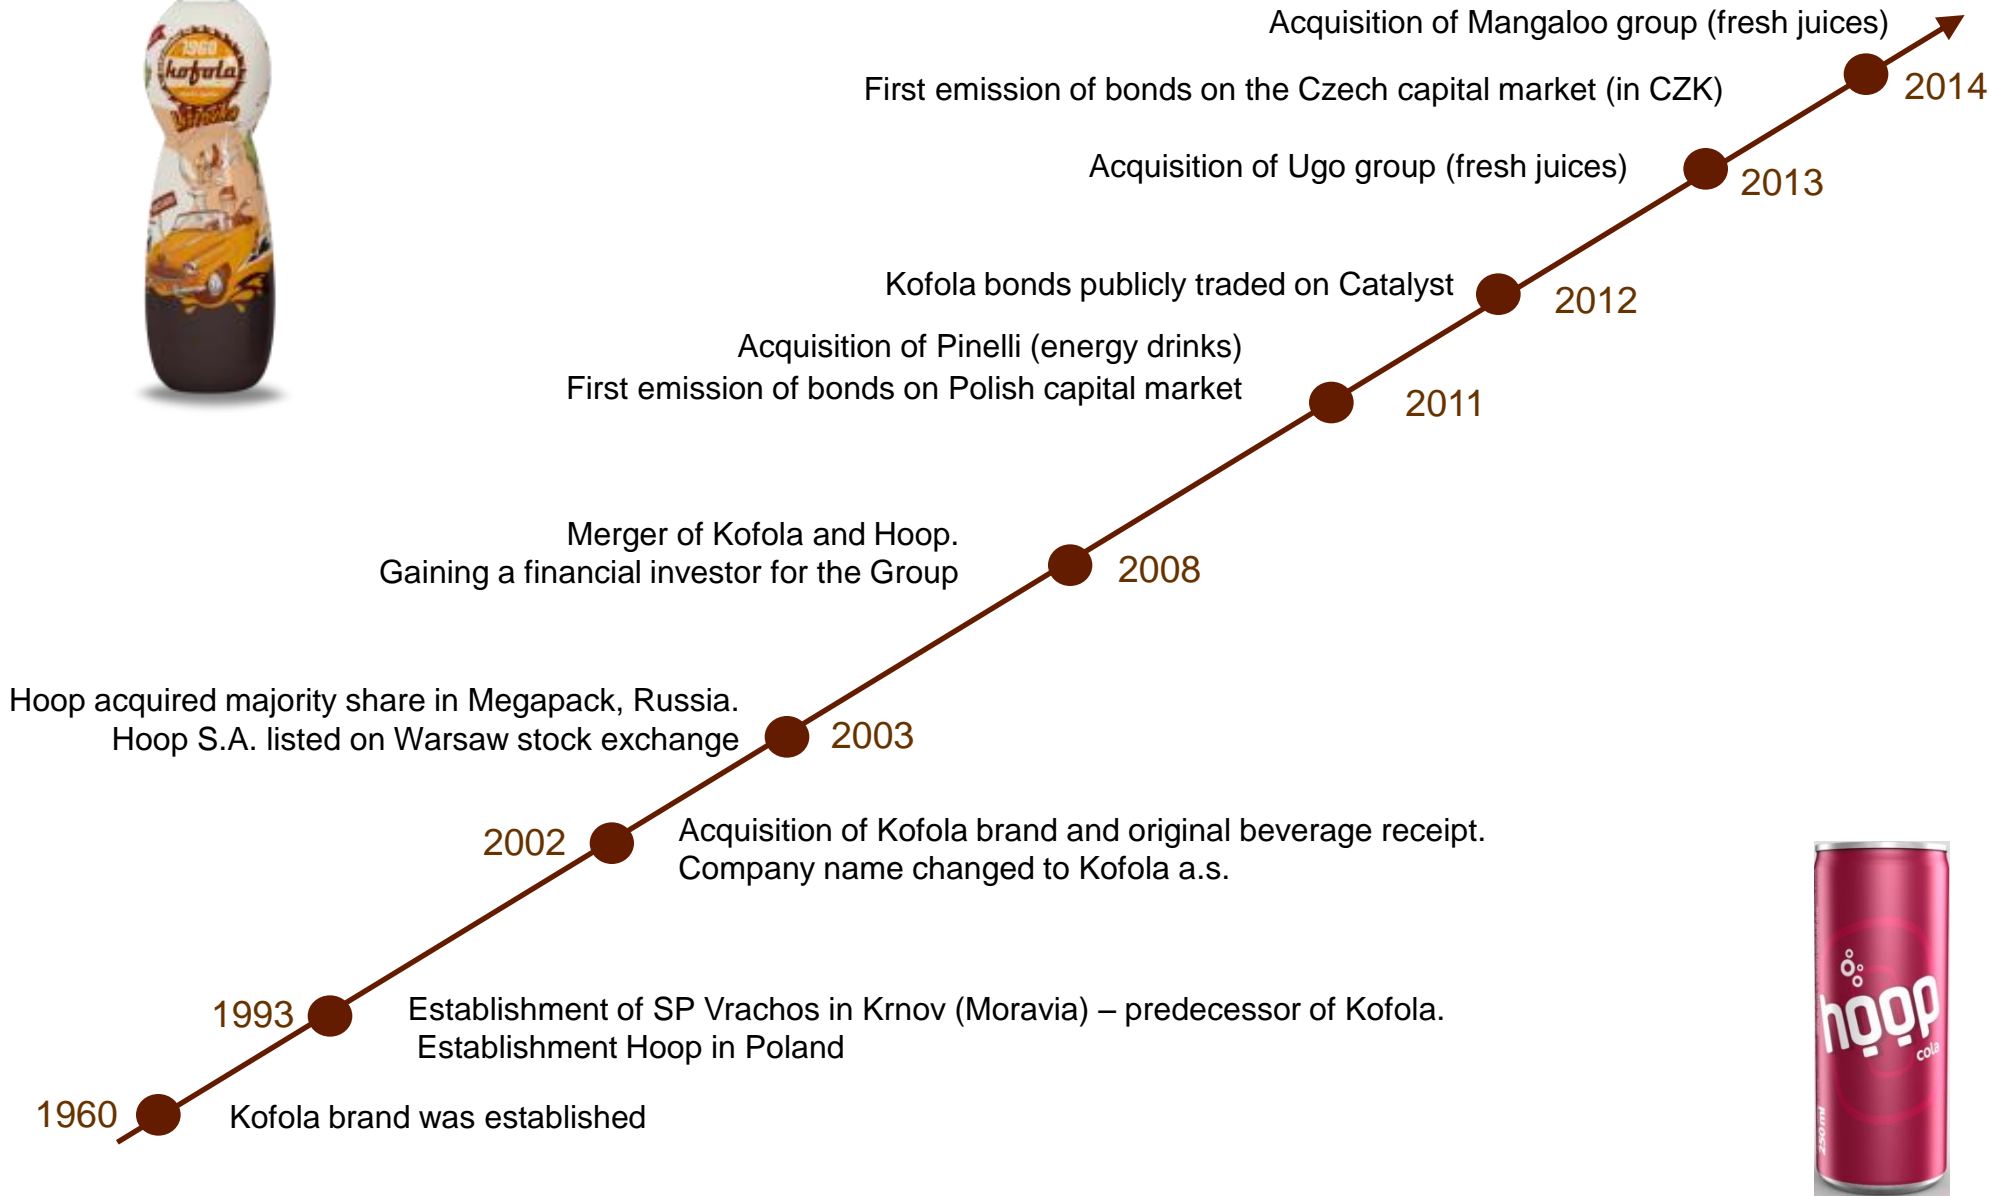 Acquisition of Mangaloo group (fresh juices)
First emission of bonds on the Czech capital market (in CZK)
2014
Acquisition of Ugo group (fresh juices)
2013
Kofola bonds publicly traded on Catalyst
2012
Acquisition of Pinelli (energy drinks)
First emission of bonds on Polish capital market
2011
Merger of Kofola and Hoop.
Gaining a financial investor for the Group
2008
Hoop acquired majority share in Megapack, Russia.
Hoop S.A. listed on Warsaw stock exchange
2003
2002
Acquisition of Kofola brand and original beverage receipt.
Company name changed to Kofola a.s.
1993
Establishment of SP Vrachos in Krnov (Moravia) – predecessor of Kofola.
Establishment Hoop in Poland
1960
Kofola brand was established
1960
kofola
hoop
cola
250 ml